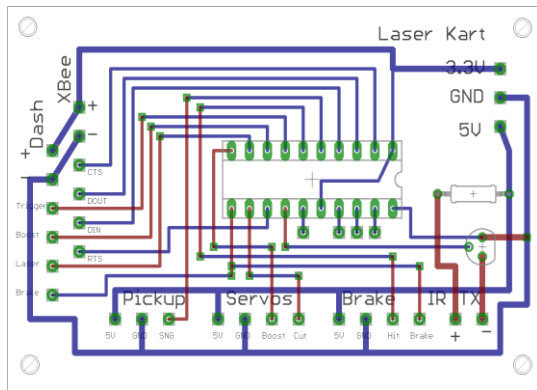 Laser Kart
3.3V
GND
5V
XBee
+
-
Dash
+
-
CTS
DOUT
DIN
RTS
Trigger
Boost
Laser
Brake
Pickup
Servos
Brake
IR TX
5V
GND
SNG
5V
GND
Boost
Cut
5V
GND
Hit
Brake
+
-